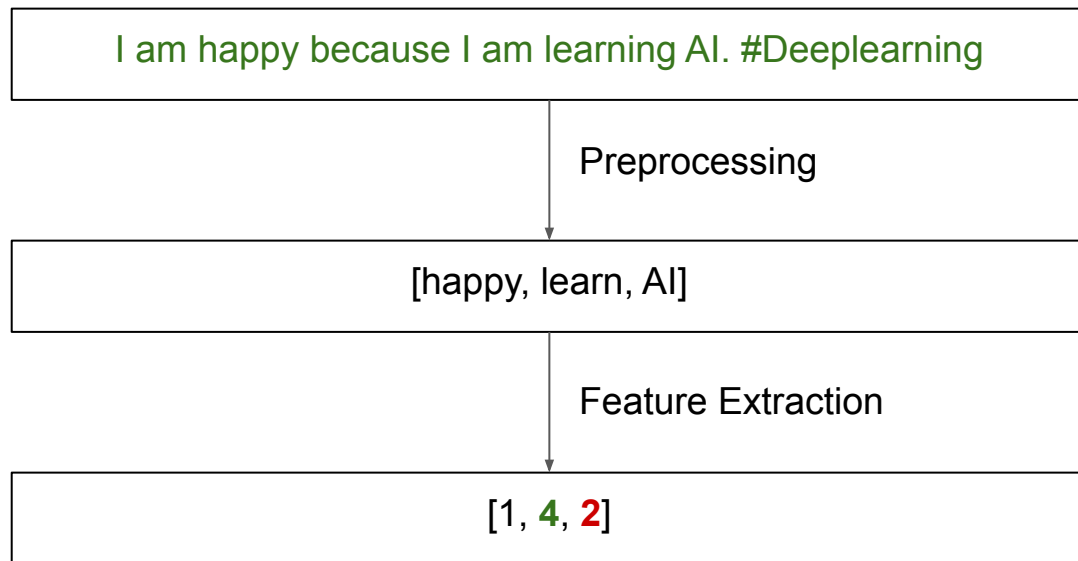 I am happy because I am learning AI. #Deeplearning
Preprocessing
[happy, learn, AI]
Feature Extraction
[1, 4, 2]